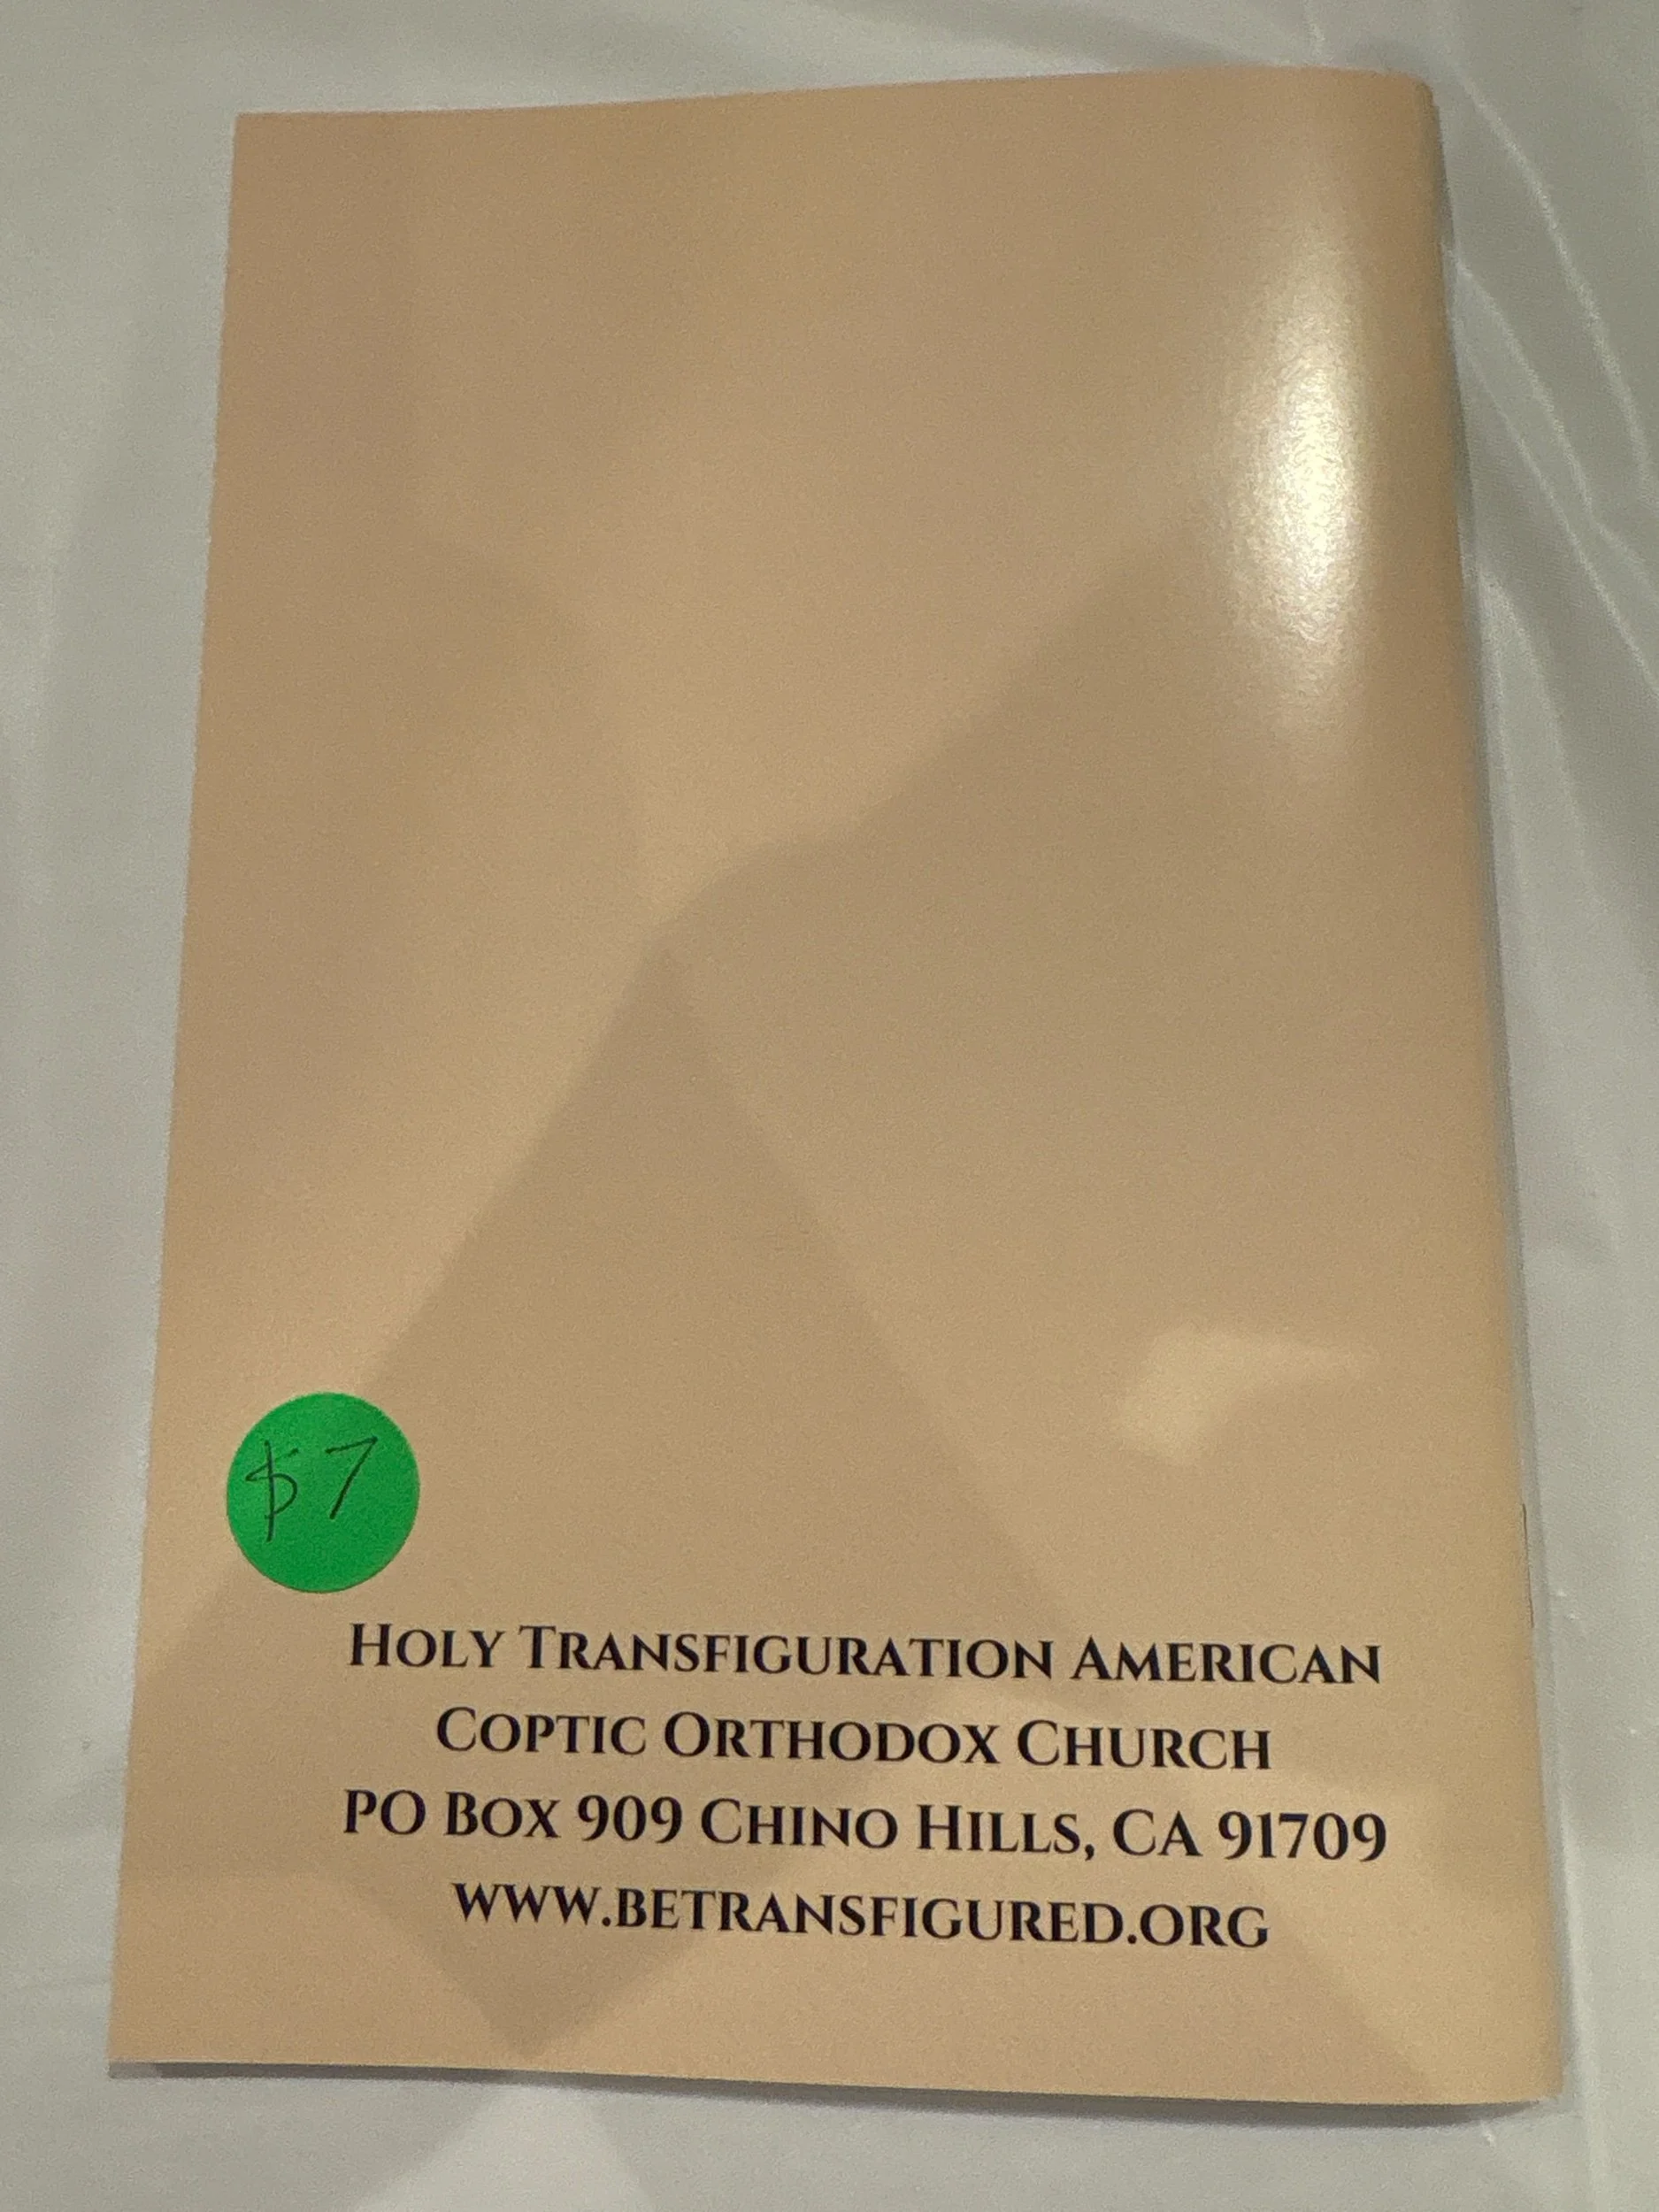 $7
HOLY TRANSFIGURATION AMERICAN
COPTIC ORTHODOX CHURCH
PO BOX 909 CHINO HILLS, CA 91709
WWW.BETRANSFIGURED.ORG